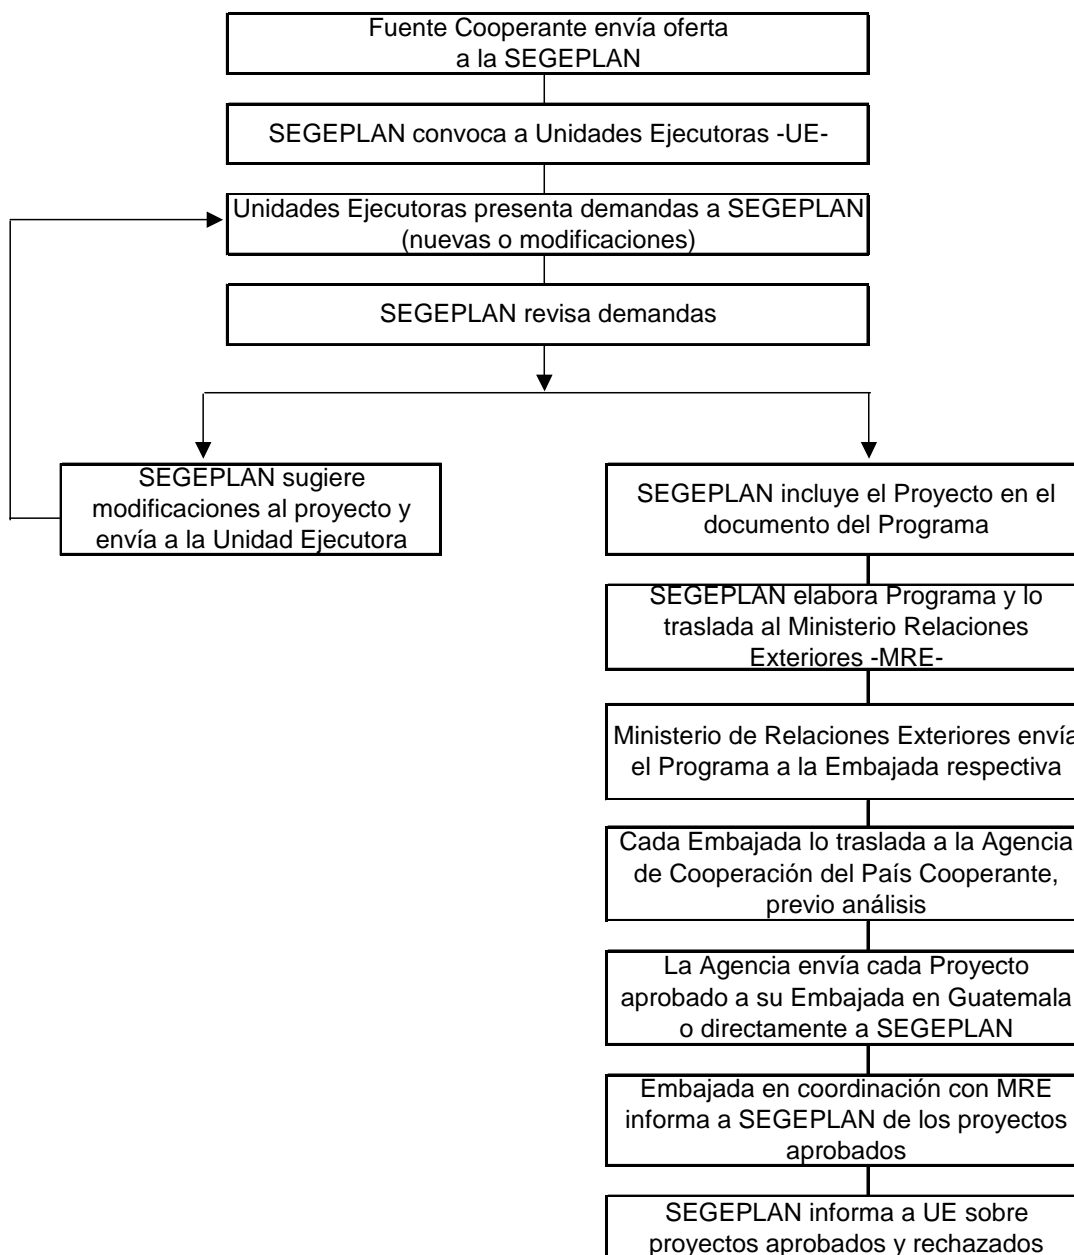 Fuente Cooperante envía oferta
a la SEGEPLAN
SEGEPLAN convoca a Unidades Ejecutoras -UE-
Unidades Ejecutoras presenta demandas a SEGEPLAN
(nuevas o modificaciones)
SEGEPLAN revisa demandas
SEGEPLAN sugiere
modificaciones al proyecto y
envía a la Unidad Ejecutora
SEGEPLAN incluye el Proyecto en el
documento del Programa
SEGEPLAN elabora Programa y lo
traslada al Ministerio Relaciones
Exteriores -MRE-
Ministerio de Relaciones Exteriores envía
el Programa a la Embajada respectiva
Cada Embajada lo traslada a la Agencia
de Cooperación del País Cooperante,
previo análisis
La Agencia envía cada Proyecto
aprobado a su Embajada en Guatemala
o directamente a SEGEPLAN
Embajada en coordinación con MRE
informa a SEGEPLAN de los proyectos
aprobados
SEGEPLAN informa a UE sobre
proyectos aprobados y rechazados